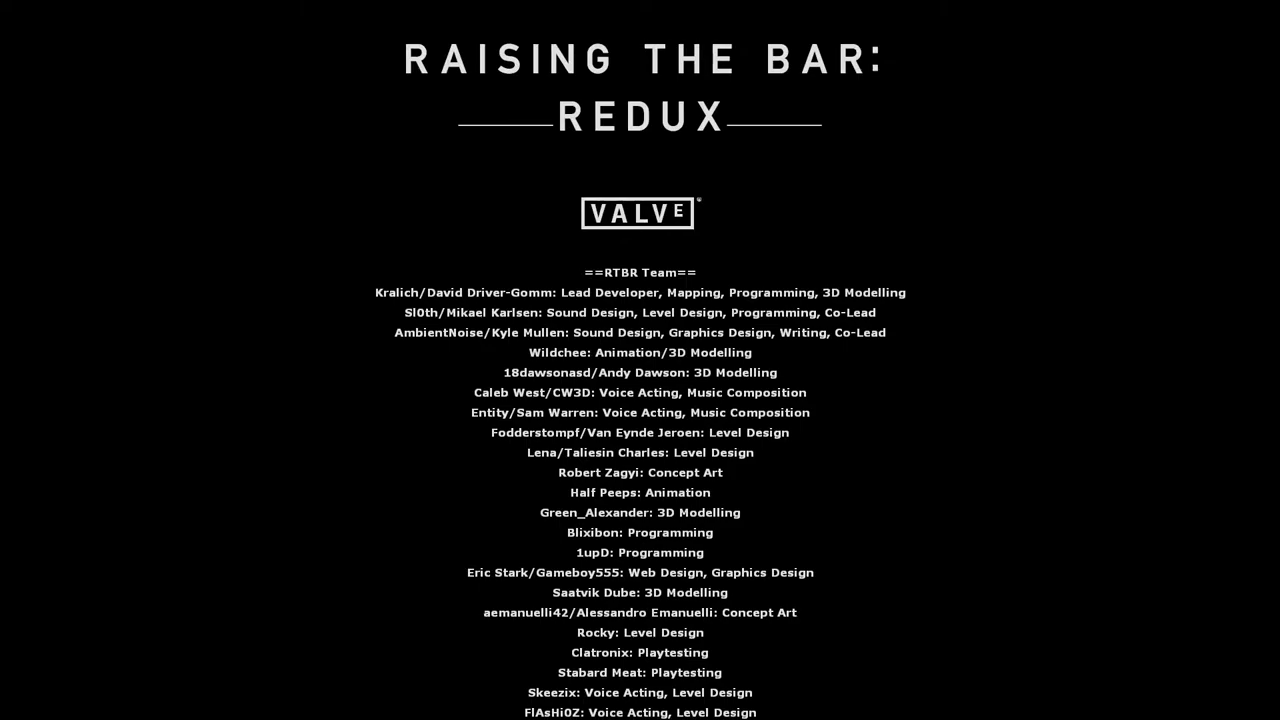 RAISING THE BAR:
REDUX
VALVE®
==RTBR Team==
Kralich/David Driver-Gomm: Lead Developer, Mapping, Programming, 3D Modelling
Sl0th/Mikael Karlsen: Sound Design, Level Design, Programming, Co-Lead
AmbientNoise/Kyle Mullen: Sound Design, Graphics Design, Writing, Co-Lead
Wildchee: Animation/3D Modelling
18dawsonasd/Andy Dawson: 3D Modelling
Caleb West/CW3D: Voice Acting, Music Composition
Entity/Sam Warren: Voice Acting, Music Composition
Fodderstompf/Van Eynde Jeroen: Level Design
Lena/Taliesin Charles: Level Design
Robert Zagyi: Concept Art
Half Peeps: Animation
Green_Alexander: 3D Modelling
Blixibon: Programming
1upD: Programming
Eric Stark/Gameboy555: Web Design, Graphics Design
Saatvik Dube: 3D Modelling
aemanuelli42/Alessandro Emanuelli: Concept Art
Rocky: Level Design
Clatronix: Playtesting
Stabard Meat: Playtesting
Skeezix: Voice Acting, Level Design
FlAsHi0Z: Voice Acting, Level Design